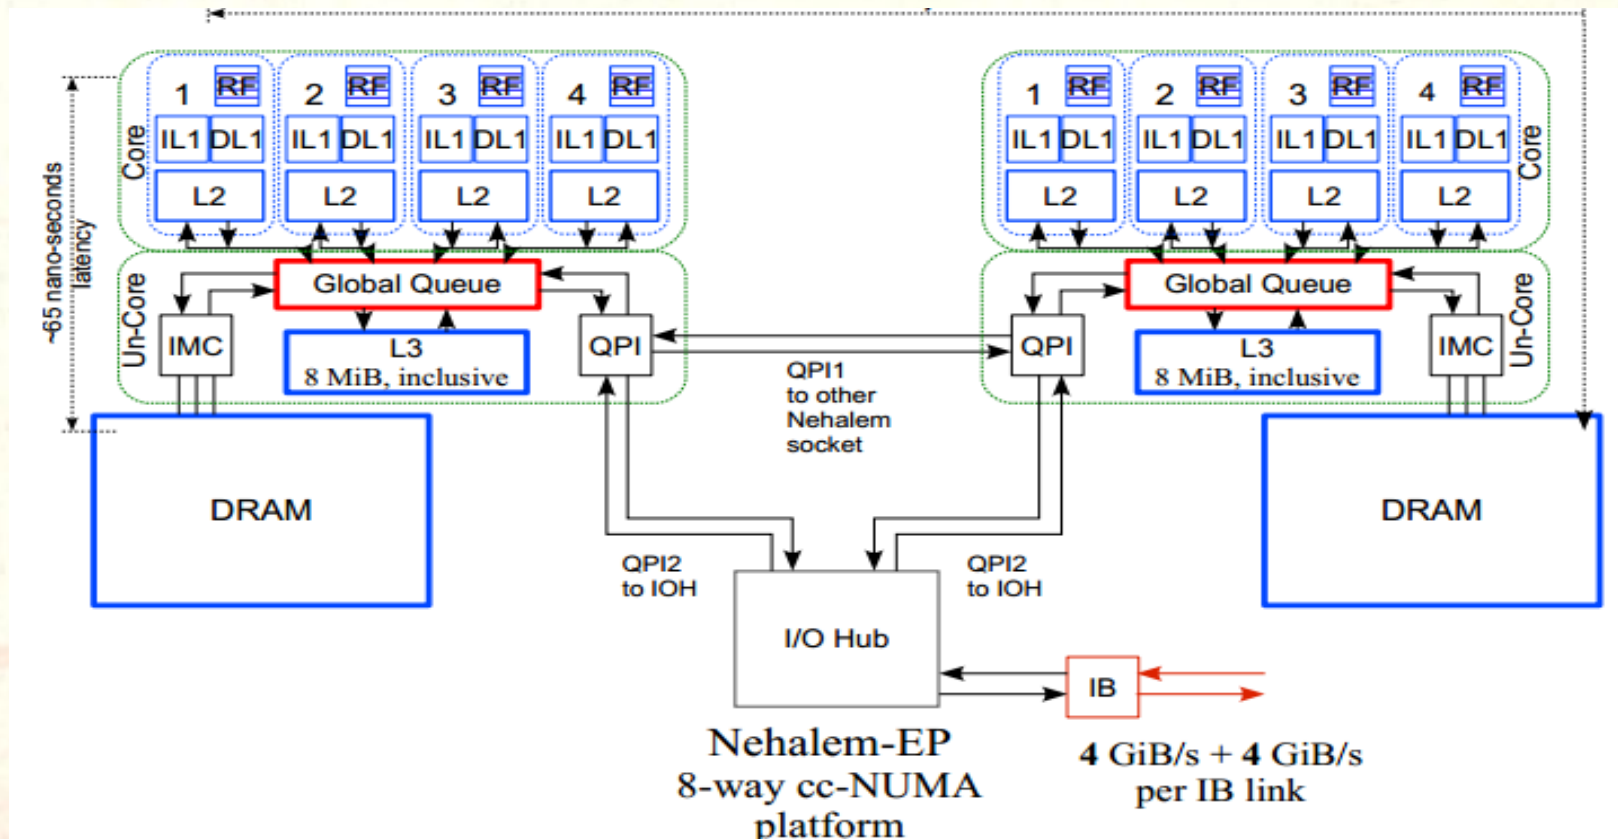 1 RF 2 RF 3 RF 4 RF
IL1 DL1 IL1 DL1 IL1 DL1 IL1 DL1
L2 L2 L2 L2
Core
~65 nano-seconds
latency
Un-Core
Global Queue
IMC
L3
8 MiB, inclusive
QPI
DRAM
1 RF 2 RF 3 RF 4 RF
IL1 DL1 IL1 DL1 IL1 DL1 IL1 DL1
L2 L2 L2 L2
Core
Un-Core
Global Queue
QPI
L3
8 MiB, inclusive
IMC
DRAM
QPI1
to other
Nehalem
socket
QPI2
to IOH
QPI2
to IOH
I/O Hub
IB
Nehalem-EP
8-way cc-NUMA
platform
4 GiB/s + 4 GiB/s
per IB link